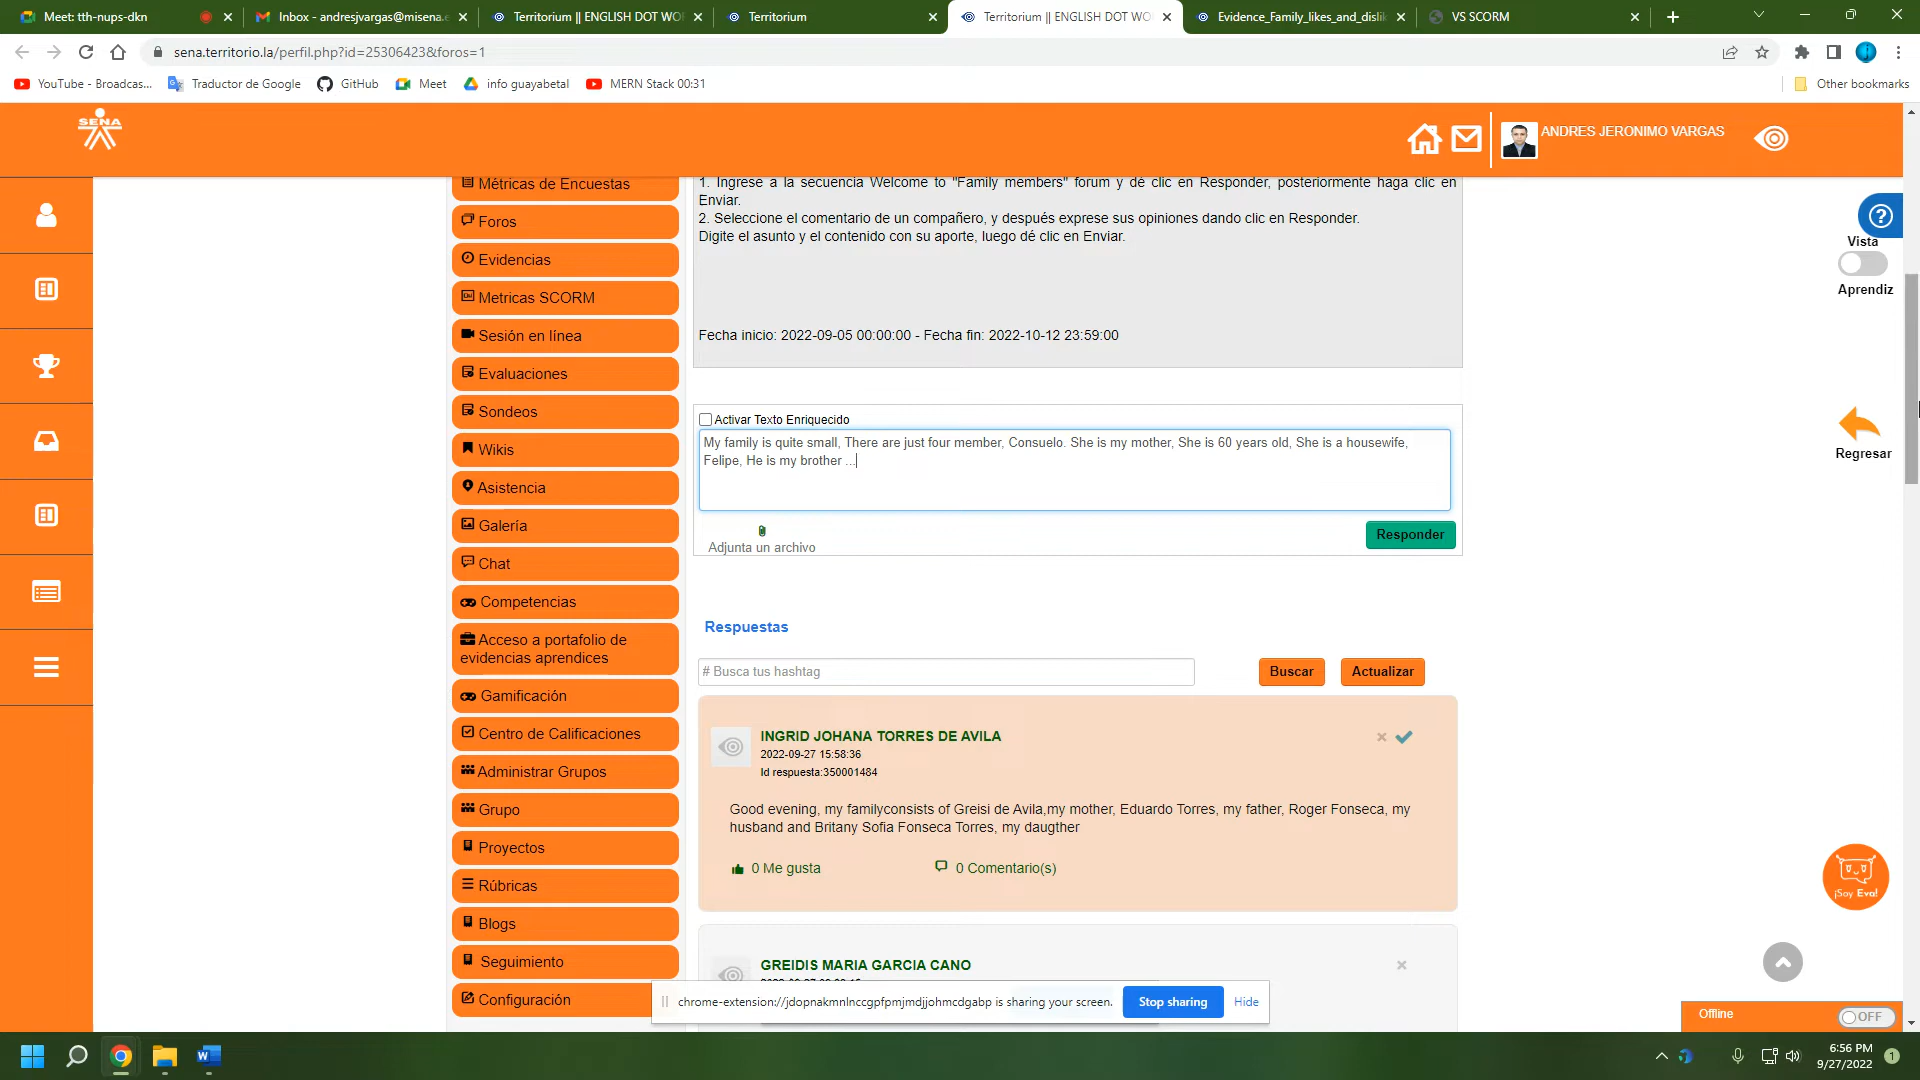 Meet: tth-nups-dkn
Inbox - andresjvargas@misena.e
Territorium || ENGLISH DOT WO
Territorium
Territorium || ENGLISH DOT WO
Evidence_Family_likes_and_dislik
VS SCORM
sena.territorio.la/perfil.php?id=25306423&foros=1
YouTube - Broadcas...
Traductor de Google
GitHub
Meet
info guayabetal
MERN Stack 00:31
Other bookmarks
SENA
ANDRES JERONIMO VARGAS
Métricas de Encuestas
Foros
Evidencias
Metricas SCORM
Sesión en línea
Evaluaciones
Sondeos
Wikis
Asistencia
Galería
Chat
Competencias
Acceso a portafolio de
evidencias aprendices
Gamificación
Centro de Calificaciones
Administrar Grupos
Grupo
Proyectos
Rúbricas
Blogs
Seguimiento
Configuración
1. Ingrese a la secuencia Welcome to "Family members" forum y dé clic en Responder, posteriormente haga clic en
Enviar.
2. Seleccione el comentario de un compañero, y después exprese sus opiniones dando clic en Responder.
Digite el asunto y el contenido con su aporte, luego dé clic en Enviar.
Fecha inicio: 2022-09-05 00:00:00 - Fecha fin: 2022-10-12 23:59:00
Activar Texto Enriquecido
My family is quite small, There are just four member, Consuelo. She is my mother, She is 60 years old, She is a housewife,
Felipe, He is my brother ...
Adjunta un archivo
Responder
Respuestas
# Busca tus hashtag
Buscar
Actualizar
INGRID JOHANA TORRES DE AVILA
2022-09-27 15:58:36
Id respuesta:350001484
Good evening, my familyconsists of Greisi de Avila,my mother, Eduardo Torres, my father, Roger Fonseca, my
husband and Britany Sofia Fonseca Torres, my daugther
0 Me gusta
0 Comentario(s)
GREIDIS MARIA GARCIA CANO
Vista
Aprendiz
Regresar
¡Soy Eva!
Offline
OFF
chrome-extension://jdopnakmnlnccgpfpmjmdjjohmcdgabp is sharing your screen.
Stop sharing
Hide
6:56 PM
9/27/2022
1